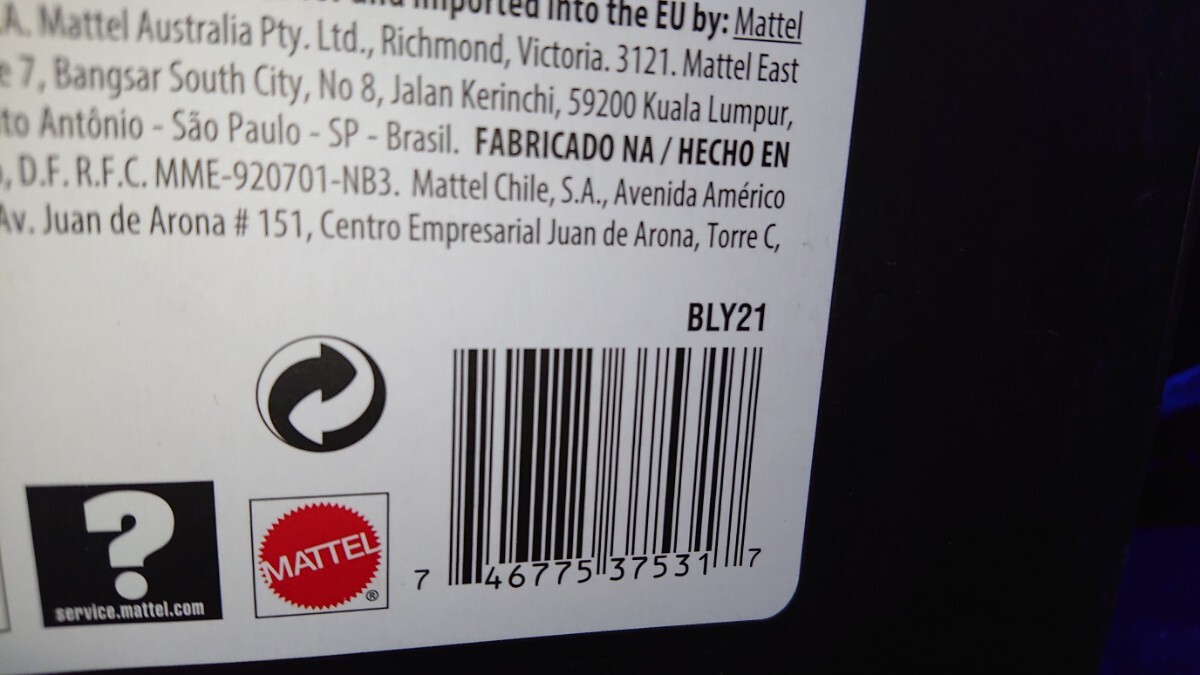 imported into the EU by: Mattel
.A. Mattel Australia Pty. Ltd., Richmond, Victoria. 3121. Mattel East
e 7, Bangsar South City, No 8, Jalan Kerinchi, 59200 Kuala Lumpur,
to Antônio - São Paulo - SP - Brasil. FABRICADO NA / HECHO EN
, D.F. R.F.C. MME-920701-NB3. Mattel Chile, S.A., Avenida Américo
Av. Juan de Arona # 151, Centro Empresarial Juan de Arona, Torre C,
BLY21
?
service.mattel.com
MATTEL®
7 46775 37531 7